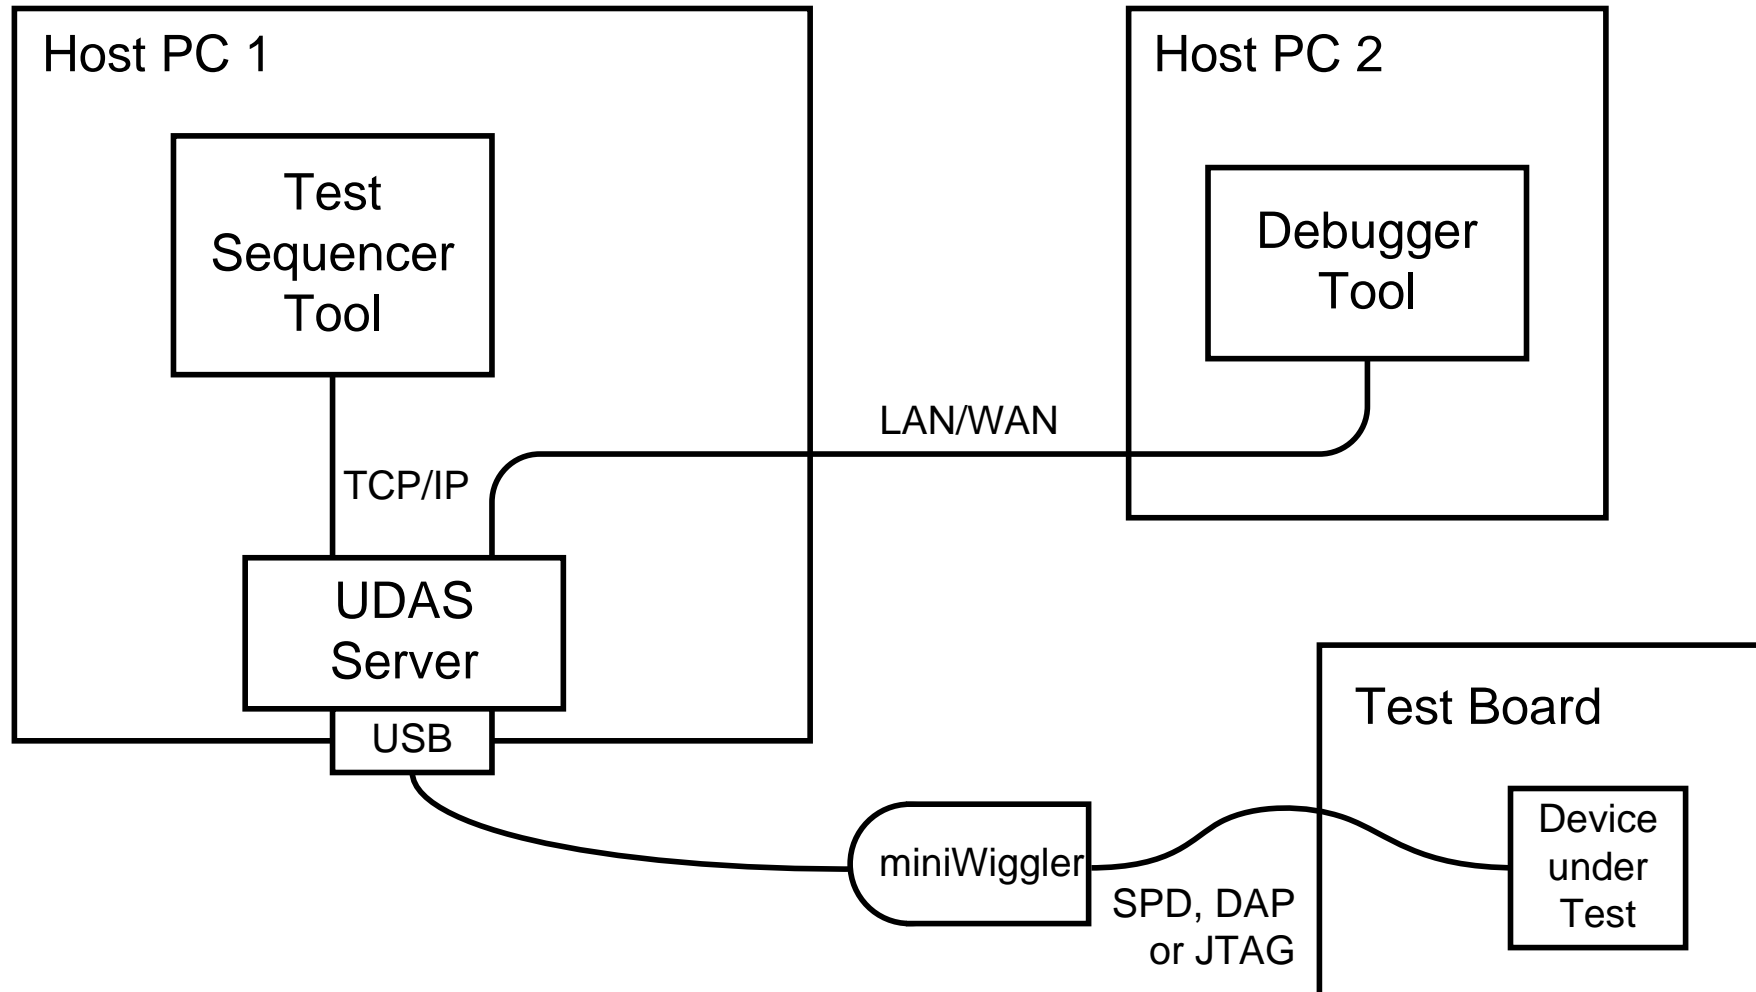 Host PC 1
Host PC 2
Test
Sequencer
Tool
Debugger
Tool
LAN/WAN
TCP/IP
UDAS
Server
USB
Test Board
miniWiggler
SPD, DAP
or JTAG
Device
under
Test